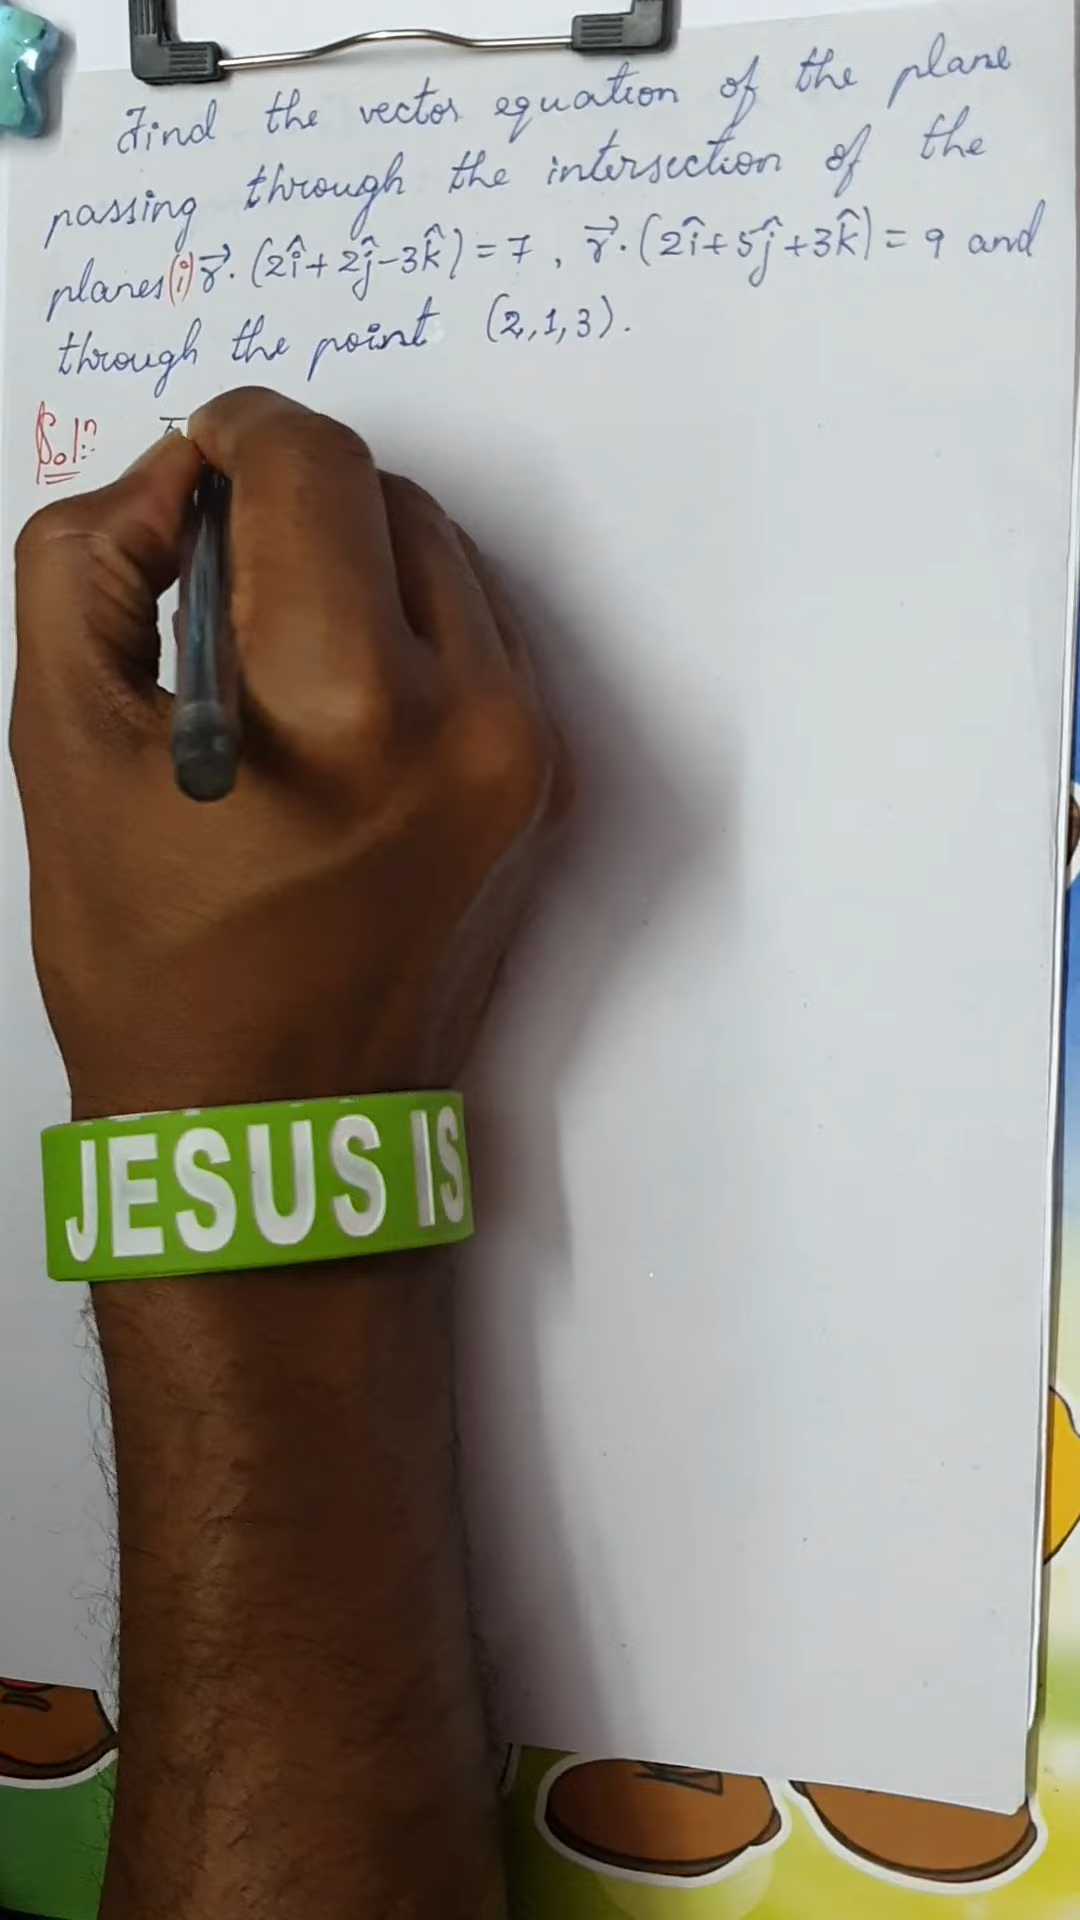 Find the vector equation of the plane
passing through the intersection of the
planes (i) r⃗. (2î+2ĵ-3k̂)=7, r⃗.(2î+5ĵ+3k̂)=9 and
through the point (2,1,3).
Solⁿ:
JESUS IS